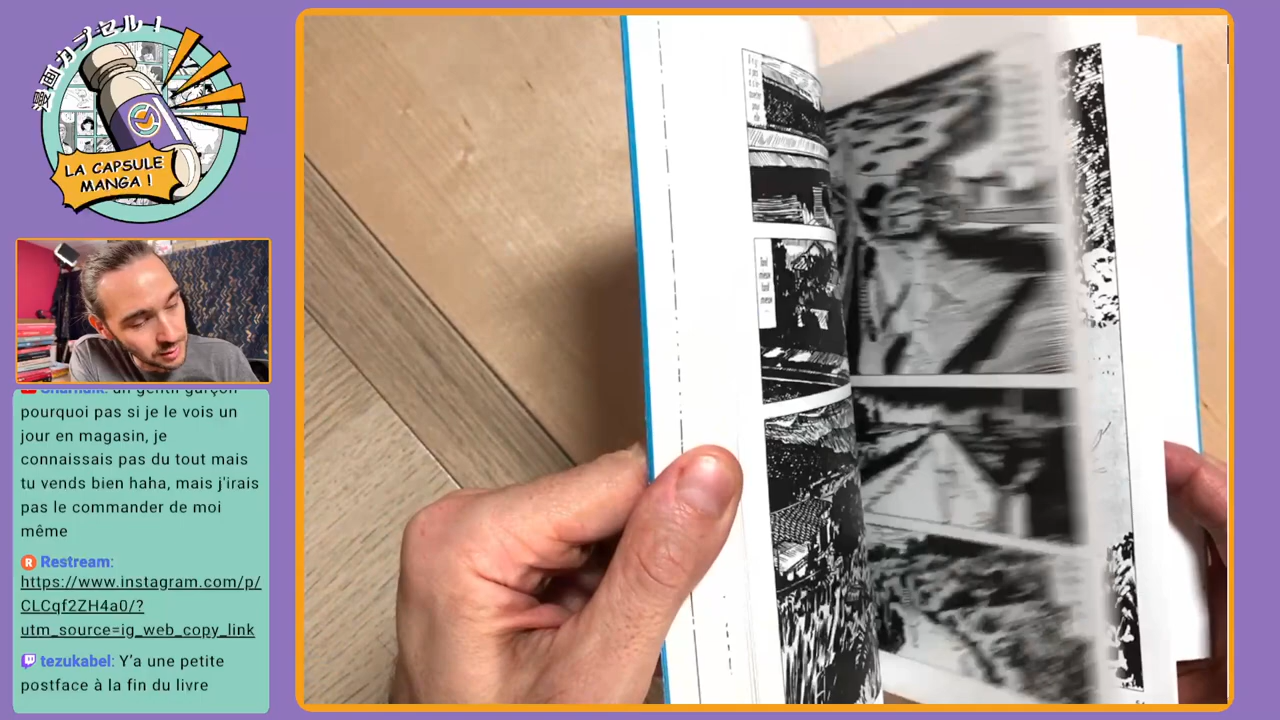 漫画カプセル！
LA CAPSULE
MANGA !
un gentil garçon
pourquoi pas si je le vois un
jour en magasin, je
connaissais pas du tout mais
tu vends bien haha, mais j'irais
pas le commander de moi
même
Restream:
https://www.instagram.com/p/
CLCqf2ZH4a0/?
utm_source=ig_web_copy_link
tezukabel: Y’a une petite
postface à la fin du livre